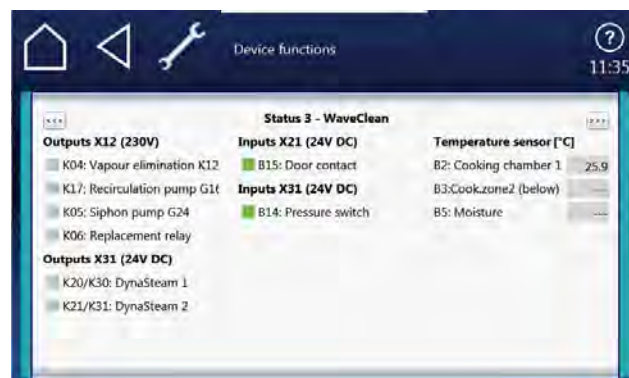 Device functions
?
11:35
<<<
Status 3 - WaveClean
>>>
Outputs X12 (230V)
Inputs X21 (24V DC)
Temperature sensor [°C]
K04: Vapour elimination K12
B15: Door contact
B2: Cooking chamber 1
25.9
K17: Recirculation pump G16
Inputs X31 (24V DC)
B3:Cook.zone2 (below)
---
K05: Siphon pump G24
B14: Pressure switch
B5: Moisture
---
K06: Replacement relay
Outputs X31 (24V DC)
K20/K30: DynaSteam 1
K21/K31: DynaSteam 2